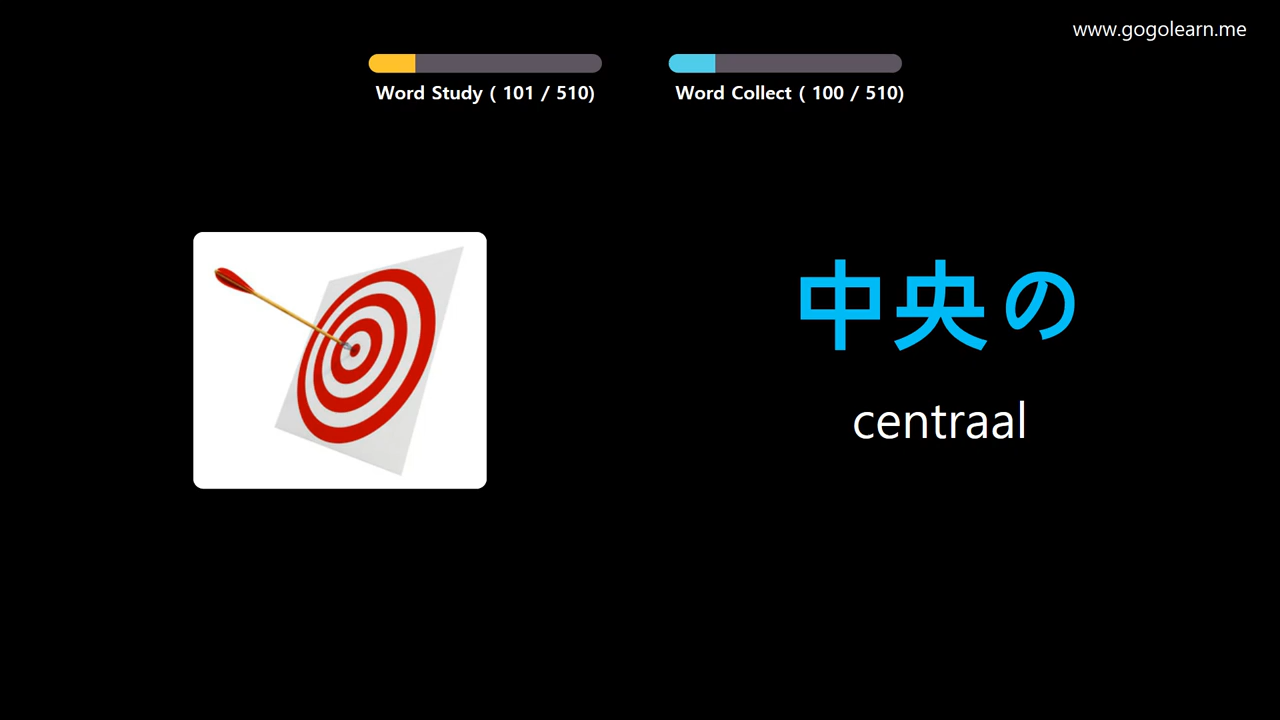 www.gogolearn.me
Word Study ( 101 / 510)
Word Collect ( 100 / 510)
中央の
centraal